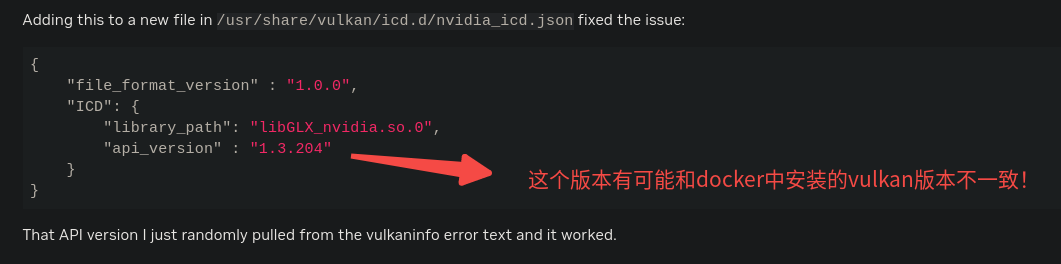 Adding this to a new file in /usr/share/vulkan/icd.d/nvidia_icd.json fixed the issue:
{
    "file_format_version" : "1.0.0",
    "ICD": {
        "library_path": "libGLX_nvidia.so.0",
        "api_version" : "1.3.204"
这个版本有可能和docker中安装的vulkan版本不一致！
    }
}
That API version I just randomly pulled from the vulkaninfo error text and it worked.